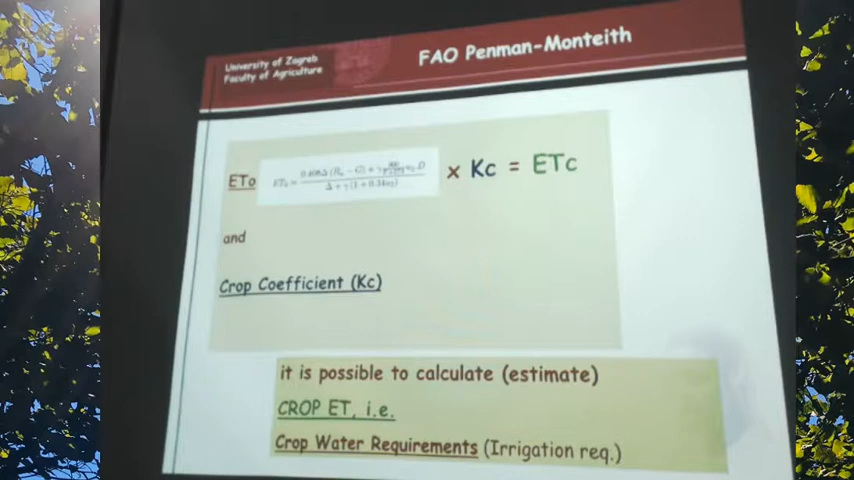 University of Zagreb
Faculty of Agriculture
FAO Penman-Monteith
ETo
x Kc = ETc
and
Crop Coefficient (Kc)
it is possible to calculate (estimate)
CROP ET, i.e.
Crop Water Requirements (Irrigation req.)